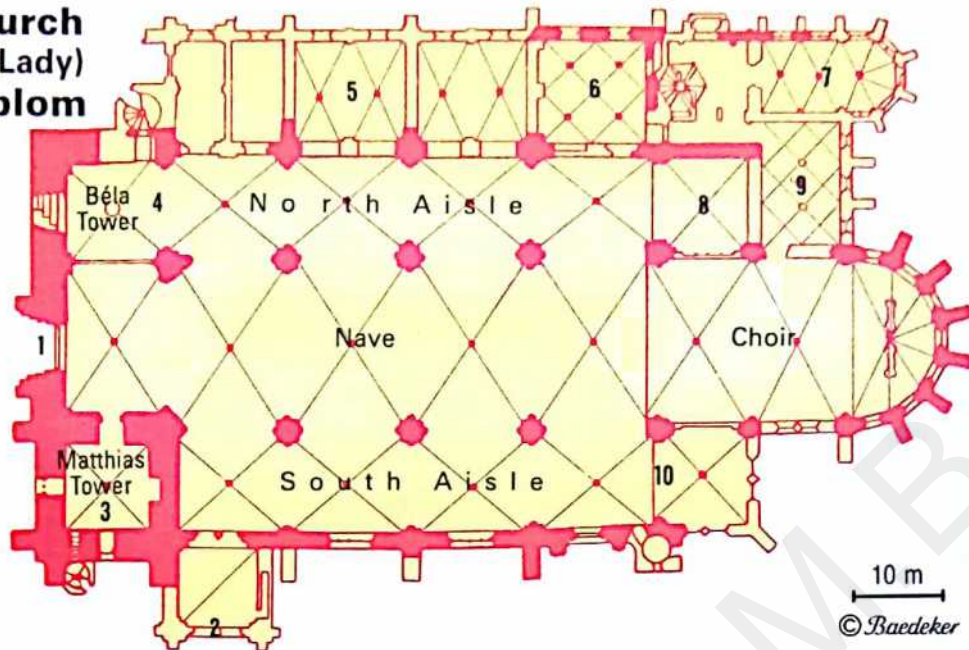 urch
Lady)
plom
5
6
7
Béla
Tower
4
North Aisle
8
9
1
Nave
Choir
Matthias
Tower
3
South Aisle
10
2
10 m
© Baedeker
M B